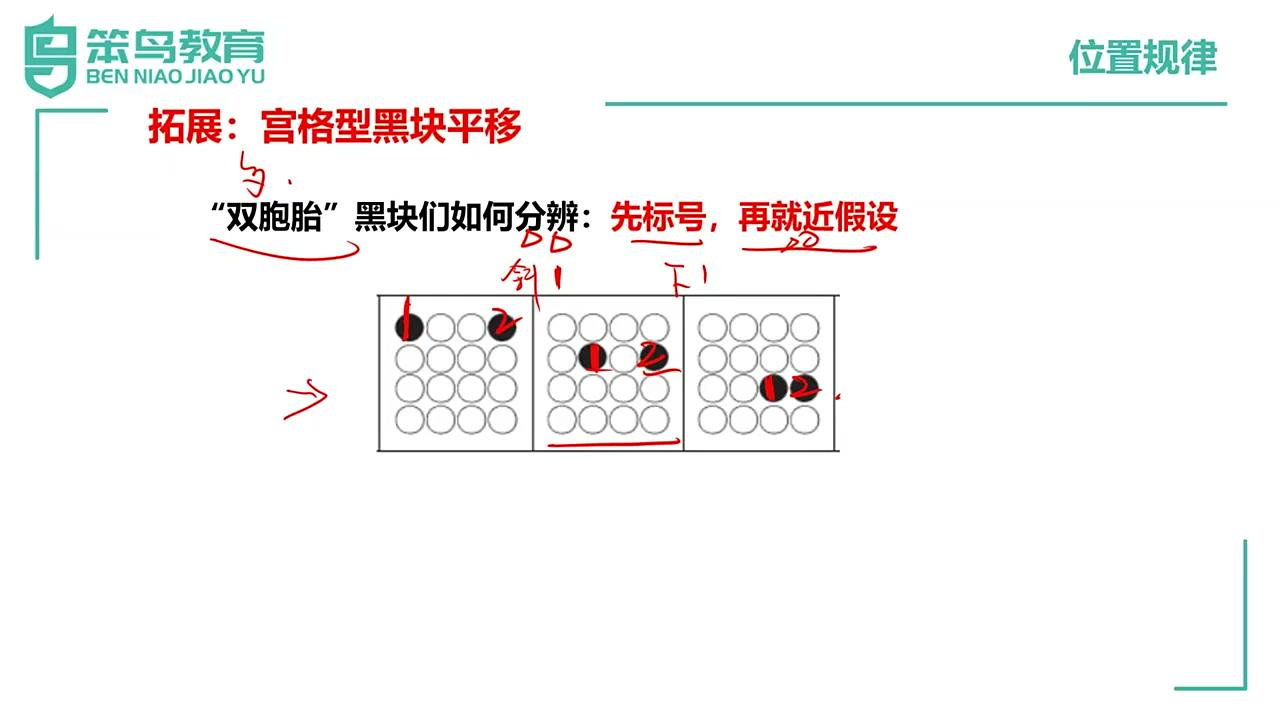 笨鸟教育
BEN NIAO JIAO YU
位置规律
拓展：宫格型黑块平移
“双胞胎”黑块们如何分辨：先标号，再就近假设
斜1 下1
1 2 1 2 1 2